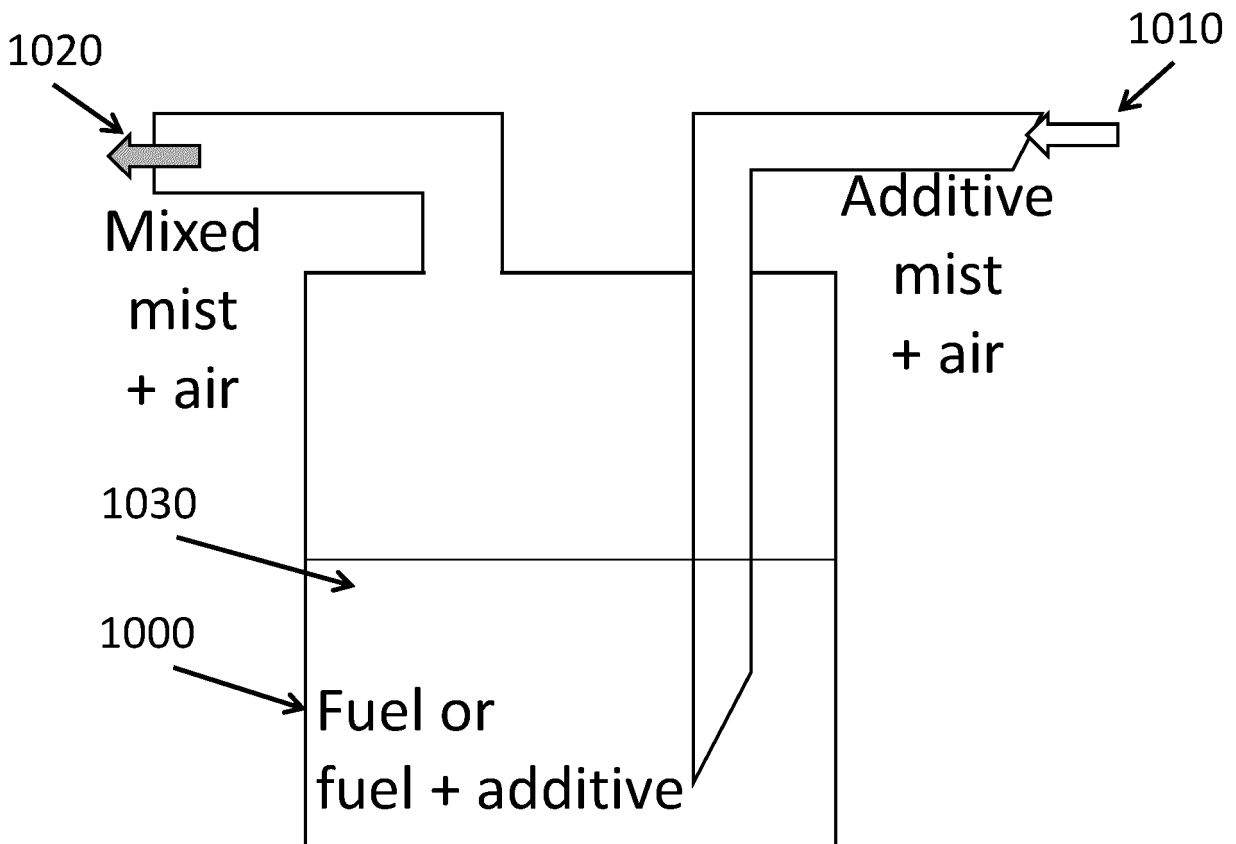 1010
1020
Additive
mist
+ air
Mixed
mist
+ air
1030
1000
Fuel or
fuel + additive